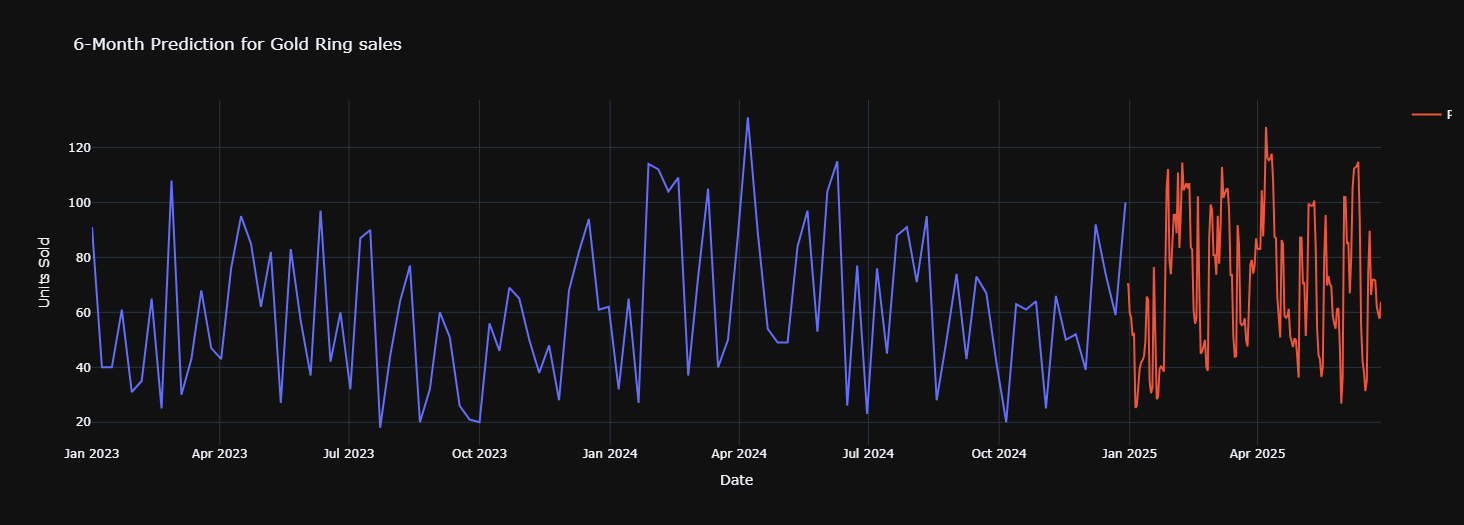 6-Month Prediction for Gold Ring sales
120
100
80
60
40
20
Units Sold
Jan 2023
Apr 2023
Jul 2023
Oct 2023
Jan 2024
Apr 2024
Jul 2024
Oct 2024
Jan 2025
Apr 2025
Date